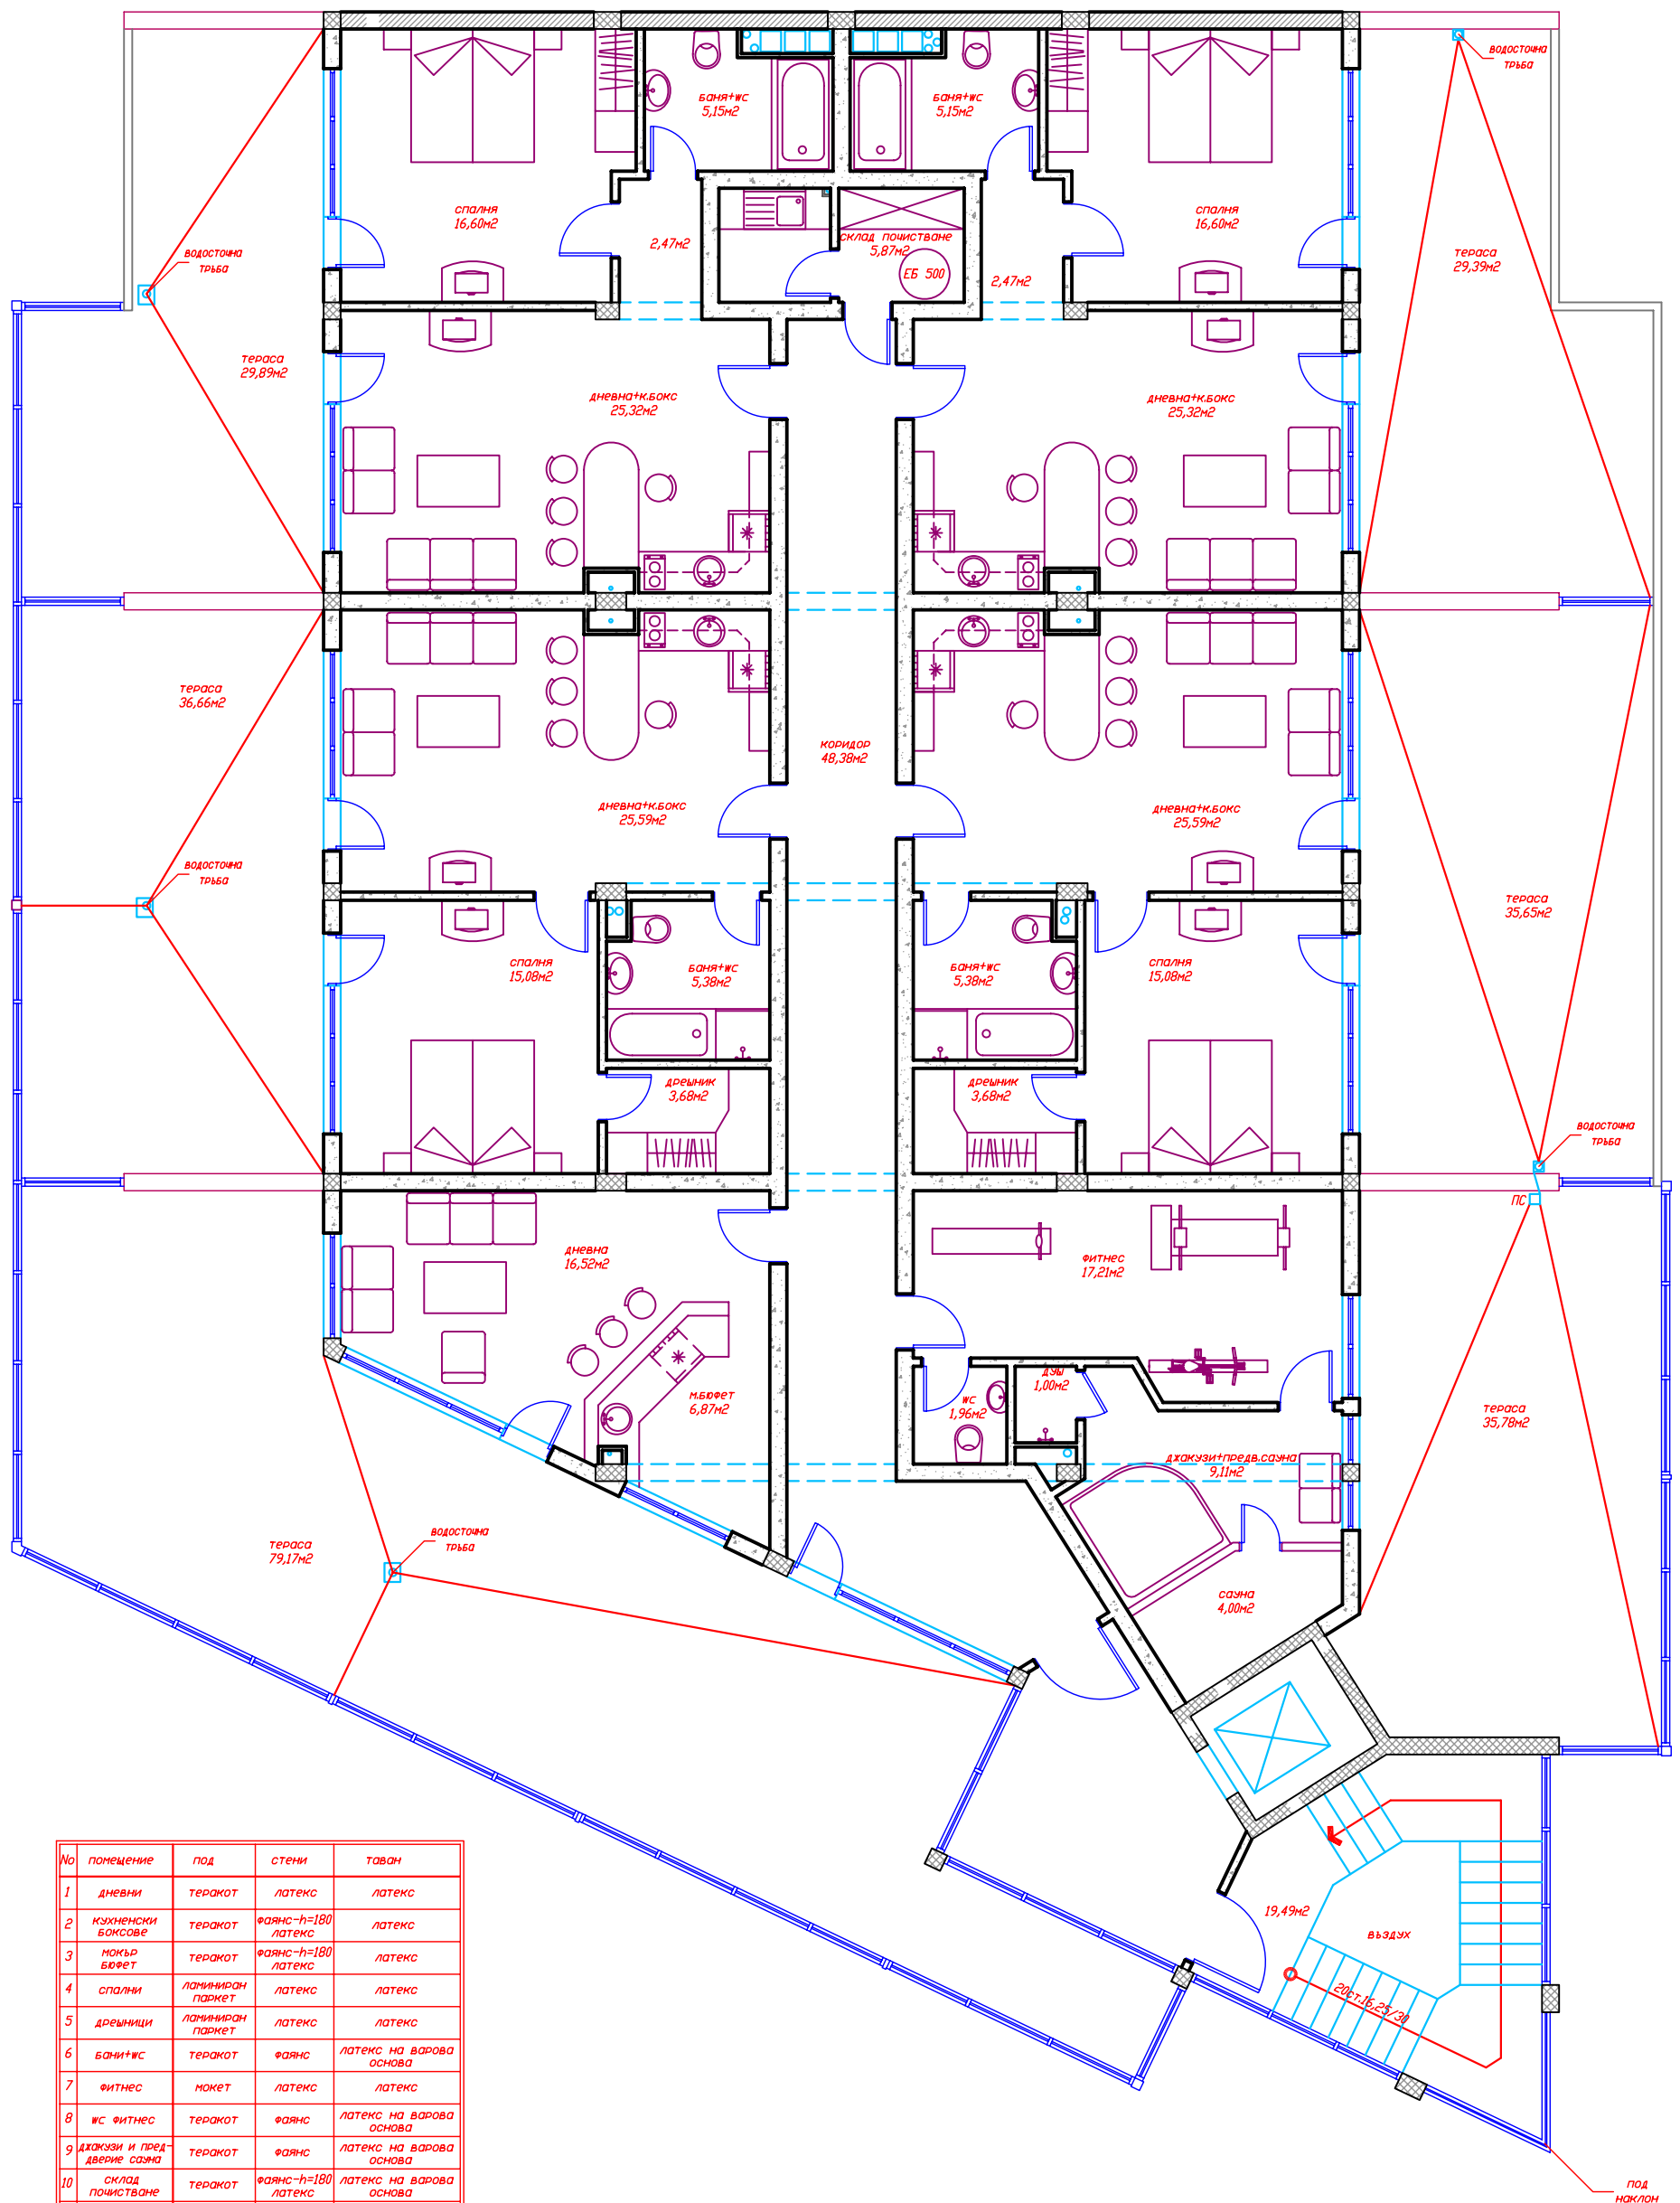 водосточна
тръба
баня+wc
5,15м2
баня+wc
5,15м2
спалня
16,60м2
спалня
16,60м2
2,47м2
склад почистване
5,87м2
ЕБ 500
2,47м2
тераса
29,39м2
водосточна
тръба
тераса
29,89м2
дневна+к.бокс
25,32м2
дневна+к.бокс
25,32м2
тераса
36,66м2
коридор
48,38м2
дневна+к.бокс
25,59м2
дневна+к.бокс
25,59м2
водосточна
тръба
тераса
35,65м2
спалня
15,08м2
баня+wc
5,38м2
баня+wc
5,38м2
спалня
15,08м2
дрешник
3,68м2
дрешник
3,68м2
водосточна
тръба
ПС
дневна
16,52м2
фитнес
17,21м2
м.бюфет
6,87м2
wc
1,96м2
душ
1,00м2
тераса
35,78м2
джакузи+предв.сауна
9,11м2
тераса
79,17м2
водосточна
тръба
сауна
4,00м2
19,49м2
въздух
20ст.16,25/30
под
наклон
No помещение под стени таван
1 дневни теракот латекс латекс
2 кухненски боксове теракот фаянс-h=180 латекс латекс
3 мокър бюфет теракот фаянс-h=180 латекс латекс
4 спални ламиниран паркет латекс латекс
5 дрешници ламиниран паркет латекс латекс
6 бани+wc теракот фаянс латекс на варова основа
7 фитнес мокет латекс латекс
8 wc фитнес теракот фаянс латекс на варова основа
9 джакузи и пред-дверие сауна теракот фаянс латекс на варова основа
10 склад почистване теракот фаянс-h=180 латекс латекс на варова основа